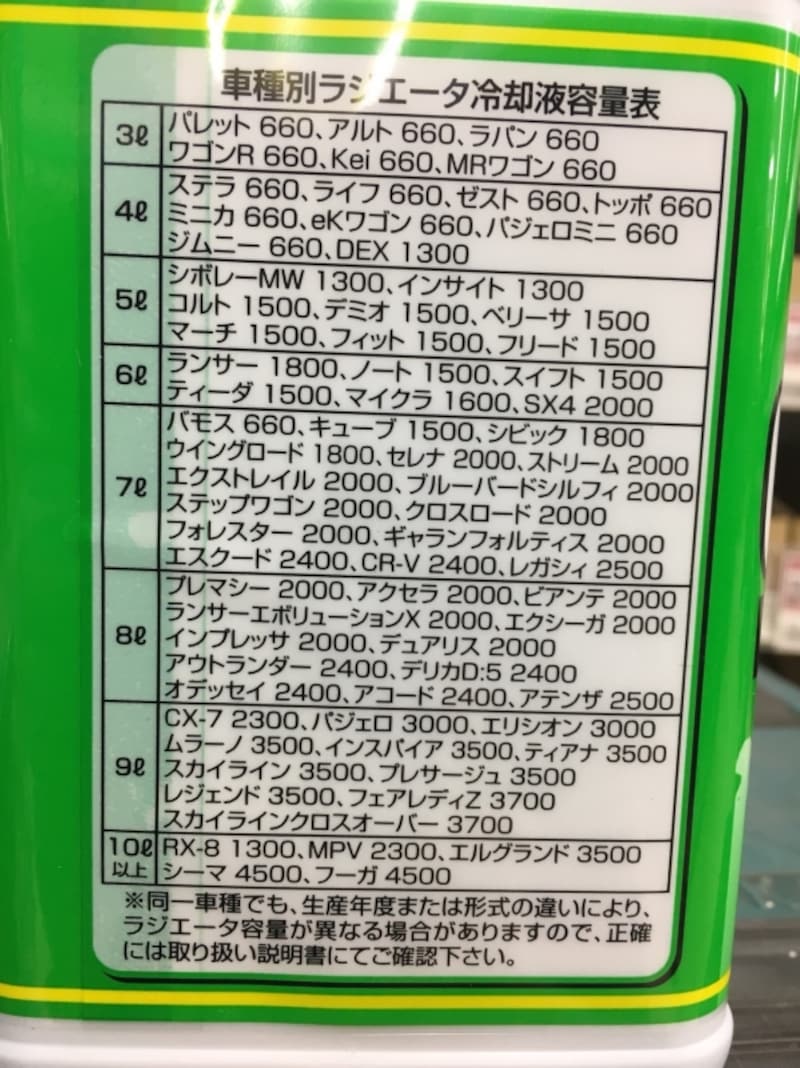 車種別ラジエータ冷却液容量表
3ℓ
パレット 660、アルト 660、ラパン 660
ワゴンR 660、Kei 660、MRワゴン 660
4ℓ
ステラ 660、ライフ 660、ゼスト 660、トッポ 660
ミニカ 660、eKワゴン 660、パジェロミニ 660
ジムニー 660、DEX 1300
5ℓ
シボレーMW 1300、インサイト 1300
コルト 1500、デミオ 1500、ベリーサ 1500
マーチ 1500、フィット 1500、フリード 1500
6ℓ
ランサー 1800、ノート 1500、スイフト 1500
ティーダ 1500、マイクラ 1600、SX4 2000
7ℓ
バモス 660、キューブ 1500、シビック 1800
ウイングロード 1800、セレナ 2000、ストリーム 2000
エクストレイル 2000、ブルーバードシルフィ 2000
ステップワゴン 2000、クロスロード 2000
フォレスター 2000、ギャランフォルティス 2000
エスクード 2400、CR-V 2400、レガシィ 2500
8ℓ
プレマシー 2000、アクセラ 2000、ビアンテ 2000
ランサーエボリューションX 2000、エクシーガ 2000
インプレッサ 2000、デュアリス 2000
アウトランダー 2400、デリカD:5 2400
オデッセイ 2400、アコード 2400、アテンザ 2500
9ℓ
CX-7 2300、パジェロ 3000、エリシオン 3000
ムラーノ 3500、インスパイア 3500、ティアナ 3500
スカイライン 3500、プレサージュ 3500
レジェンド 3500、フェアレディZ 3700
スカイラインクロスオーバー 3700
10ℓ
以上
RX-8 1300、MPV 2300、エルグランド 3500
シーマ 4500、フーガ 4500
※同一車種でも、生産年度または形式の違いにより、
ラジエータ容量が異なる場合がありますので、正確
には取り扱い説明書にてご確認下さい。